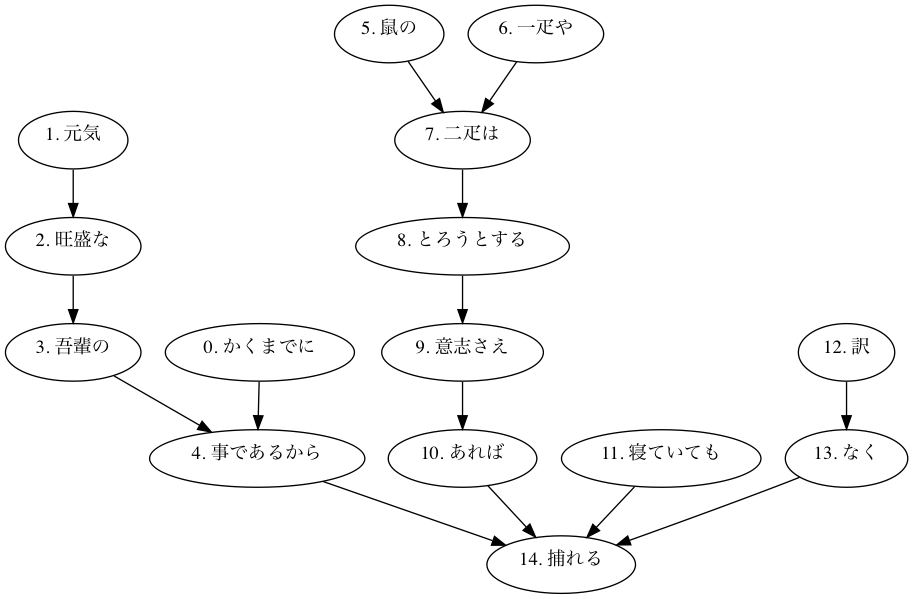 5. 鼠の
6. 一疋や
1. 元気
7. 二疋は
2. 旺盛な
8. とろうとする
3. 吾輩の
0. かくまでに
9. 意志さえ
12. 訳
4. 事であるから
10. あれば
11. 寝ていても
13. なく
14. 捕れる